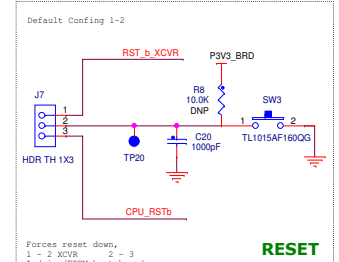 Default Confing 1-2
RST_b_XCVR
P3V3_BRD
J7
R8
10.0K
DNP
SW3
1
2
3
1
2
C20
1000pF
TL1015AF160QG
HDR TH 1X3
TP20
CPU_RSTb
Forces reset down,
1 - 2 XCVR 2 - 3
RESET